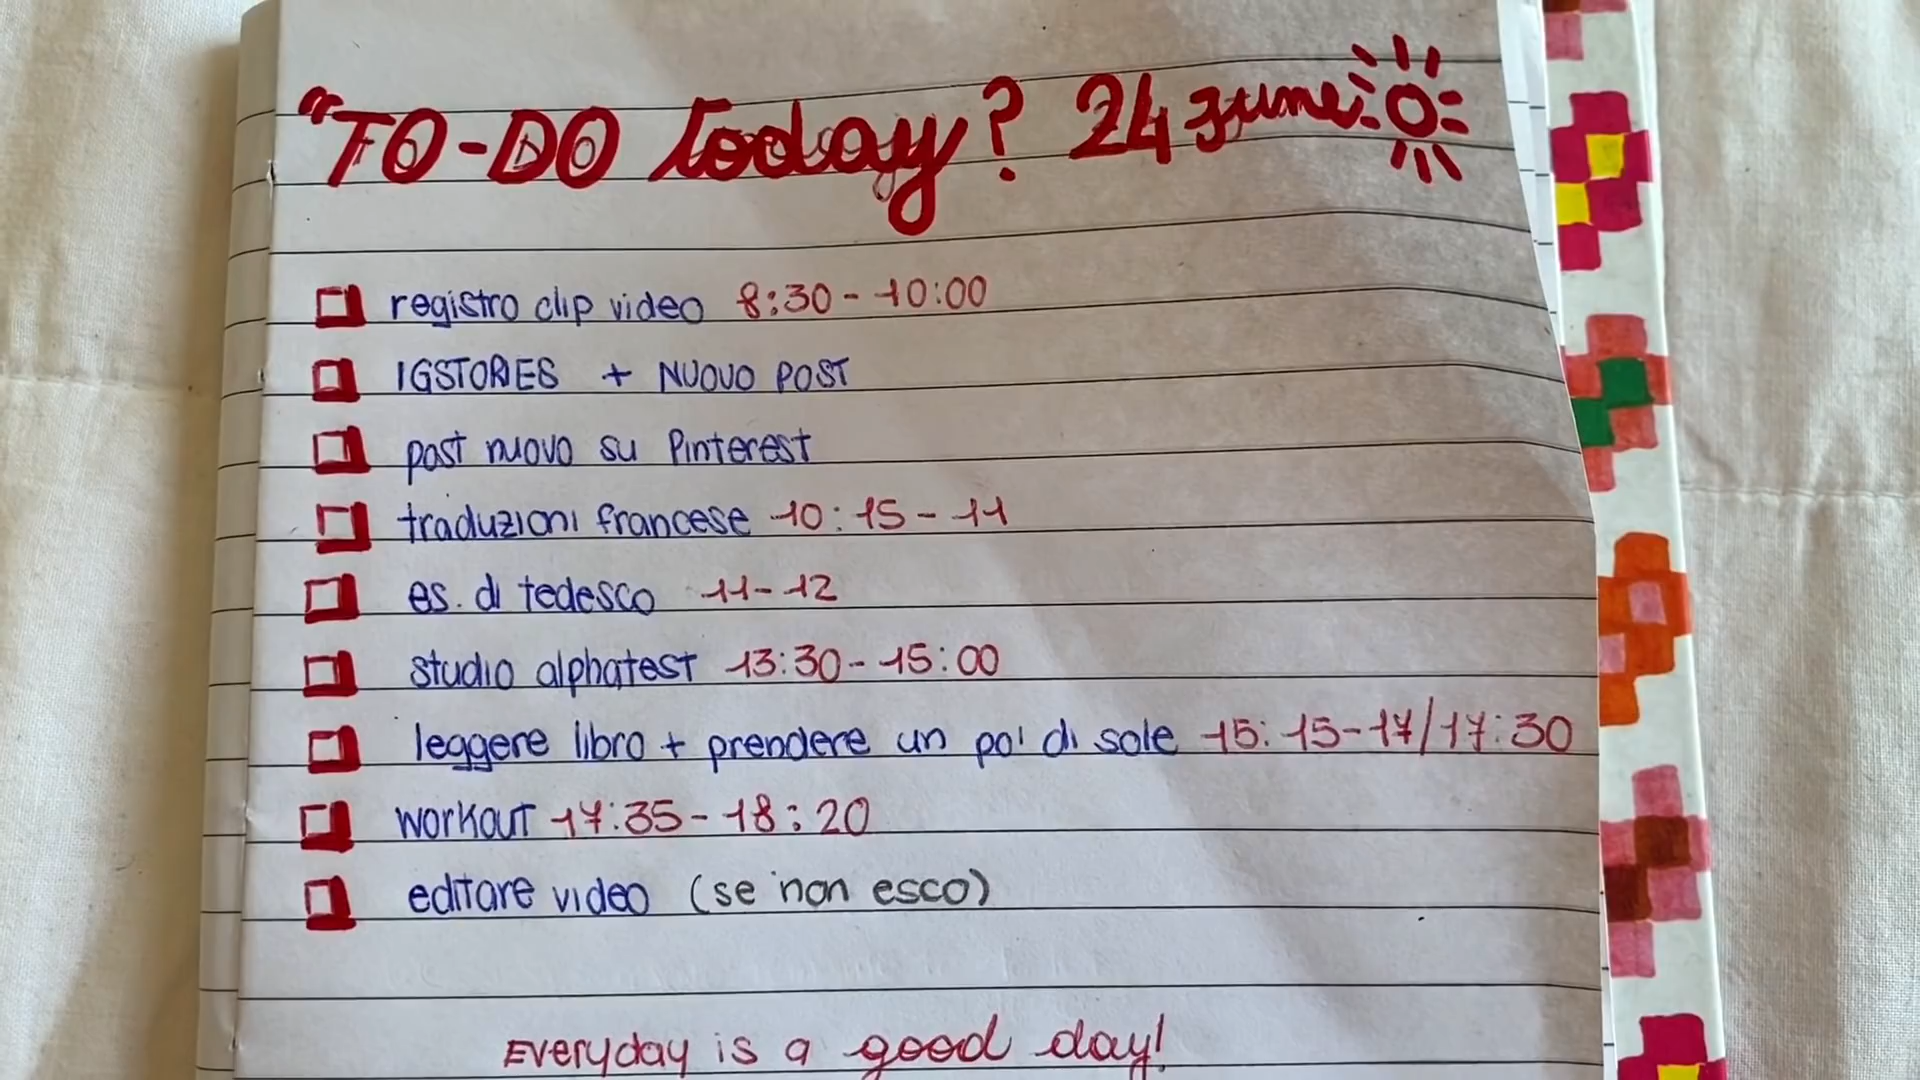 "TO-DO today? 24 june
registro clip video 8:30 - 10:00
IGSTORIES + NUOVO POST
post nuovo su Pinterest
traduzioni francese 10:15 - 11
es. di tedesco 11-12
studio alphatest 13:30 - 15:00
leggere libro + prendere un po' di sole 15:15-17/17:30
workout 17:35 - 18:20
editare video (se non esco)
Everyday is a good day!